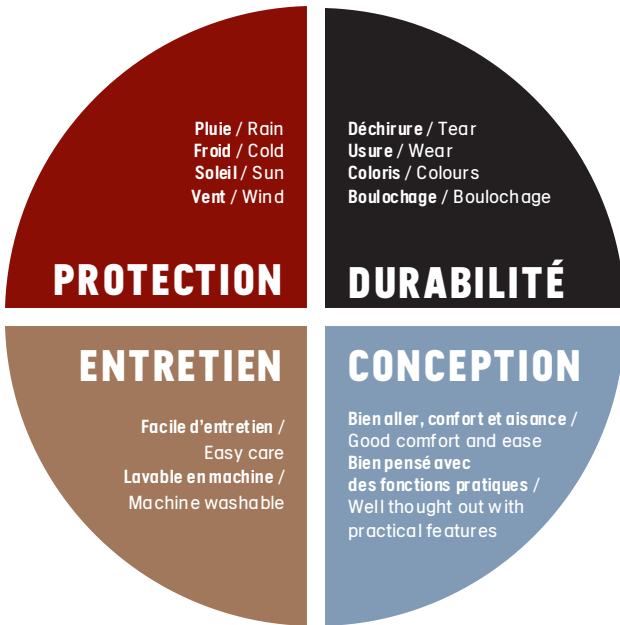 Pluie / Rain
Froid / Cold
Soleil / Sun
Vent / Wind
PROTECTION
Déchirure / Tear
Usure / Wear
Coloris / Colours
Boulochage / Boulochage
DURABILITÉ
ENTRETIEN
Facile d'entretien /
Easy care
Lavable en machine /
Machine washable
CONCEPTION
Bien aller, confort et aisance /
Good comfort and ease
Bien pensé avec
des fonctions pratiques /
Well thought out with
practical features